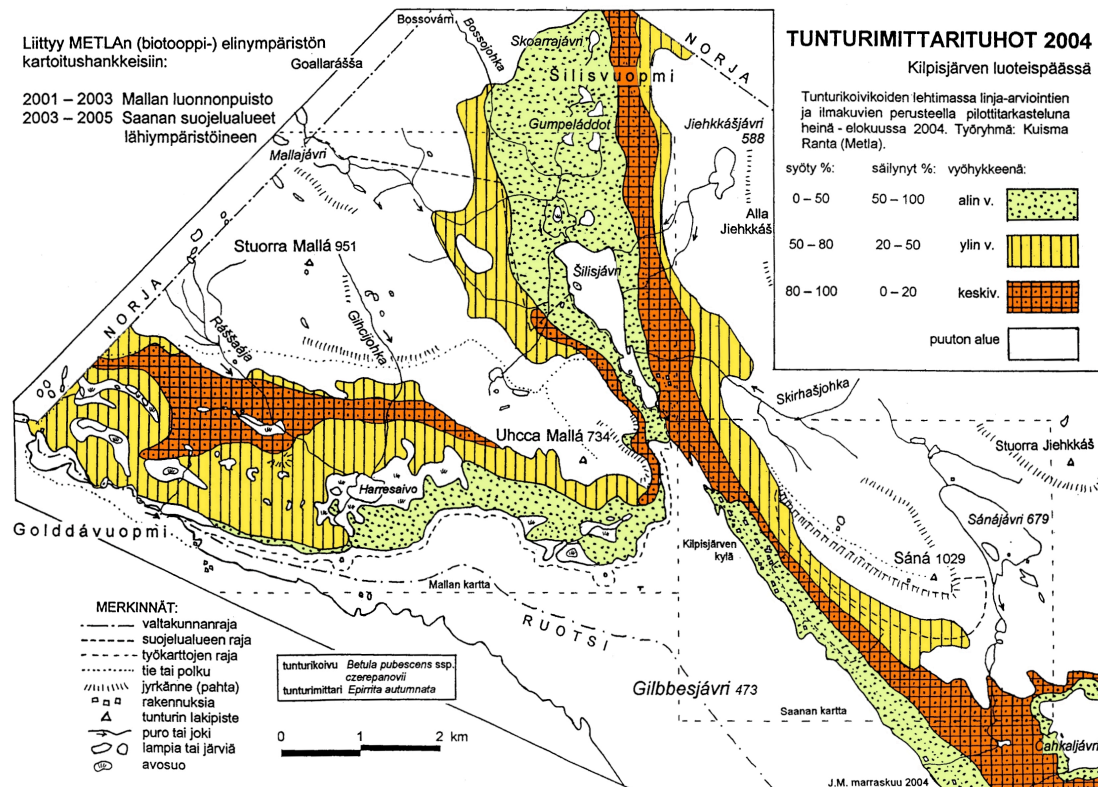 Liittyy METLAn (biotooppi-) elinympäristön
kartoitushankkeisiin:
2001 – 2003 Mallan luonnonpuisto
2003 – 2005 Saanan suojelualueet
lähiympäristöineen
TUNTURIMITTARITUHOT 2004
Kilpisjärven luoteispäässä
Tunturikoivikoiden lehtimassa linja-arviointien
ja ilmakuvien perusteella pilottitarkasteluna
heinä - elokuussa 2004. Työryhmä: Kuisma
Ranta (Metla).
syöty %: säilynyt %: vyöhykkeenä:
0 – 50 50 – 100 alin v.
50 – 80 20 – 50 ylin v.
80 – 100 0 – 20 keskiv.
puuton alue
Bossovárri
Bossojohka
Goallarášša
Skoarrajávri
Šilisvuopmi
NORJA
Gumpeláddot
Jiehkkášjávri
588
Mallajávri
Alla
Jiehkkáš
Stuorra Mallá 951
Šilisjávri
NORJA
Ráššaája
Gihcijohka
Skirhašjohka
Uhcca Mallá 734
Stuorra Jiehkkáš
Harresaivo
Sánájávri 679
Golddávuopmi
Kilpisjärven
kylä
Sáná 1029
Mallan kartta
RUOTSI
Gilbbesjávri 473
Saanan kartta
Čahkaljávri
MERKINNÄT:
valtakunnanraja
suojelualueen raja
työkarttojen raja
tie tai polku
jyrkänne (pahta)
rakennuksia
tunturin lakipiste
puro tai joki
lampia tai järviä
avosuo
tunturikoivu Betula pubescens ssp.
czerepanovii
tunturimittari Epirrita autumnata
0 1 2 km
J.M. marraskuu 2004